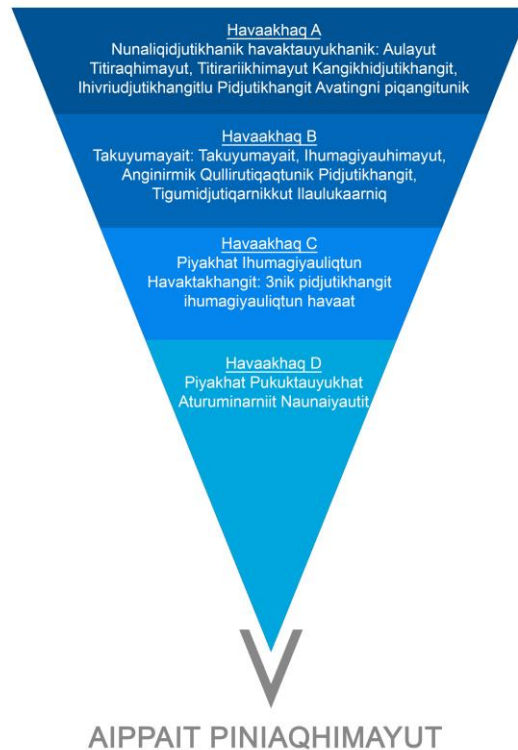 Havaakhaq A
Nunaliqidjutikhanik havaktauyukhanik: Aulayut
Titiraqhimayut, Titirariikhimayut Kangikhidjutikhangit,
Ihivriudjutikhangitlu Pidjutikhangit Avatingni piqangitunik
Havaakhaq B
Takuyumayait: Takuyumayait, Ihumagiyauhimayut,
Anginirmik Qullirutiqaqtunik Pidjutikhangit,
Tigumidjutiqarnikkut Ilaulukaarniq
Havaakhaq C
Piyakhat Ihumagiyauliqtun
Havaktakhangit: 3nik pidjutikhangit
ihumagiyauliqtun havaat
Havaakhaq D
Piyakhat Pukuktauyukhat
Aturuminarniit Naunaiyautit
AIPPAIT PINIAQHIMAYUT